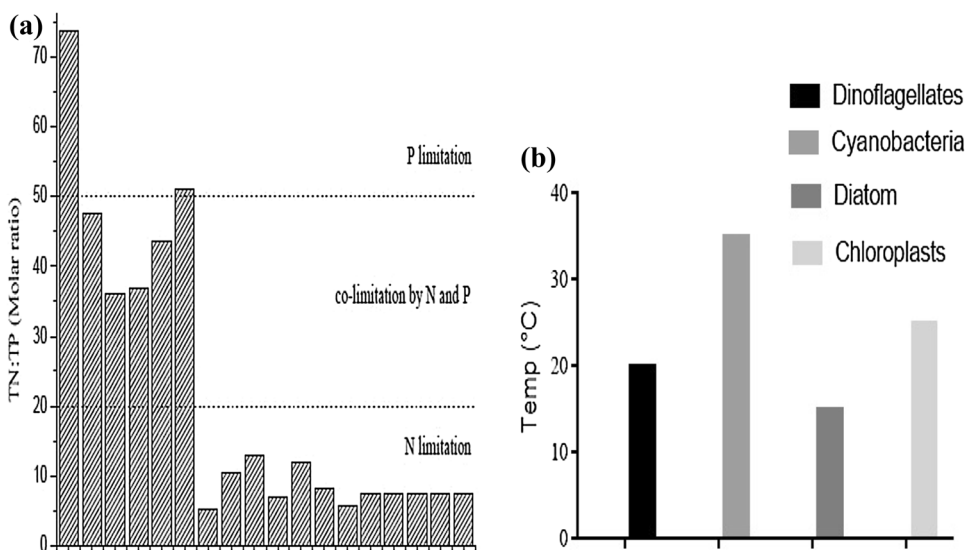 (a)
TN:TP (Molar ratio)
70
60
50
40
30
20
10
0
P limitation
co-limitation by N and P
N limitation
(b)
Temp (°C)
40
30
20
10
0
Dinoflagellates
Cyanobacteria
Diatom
Chloroplasts